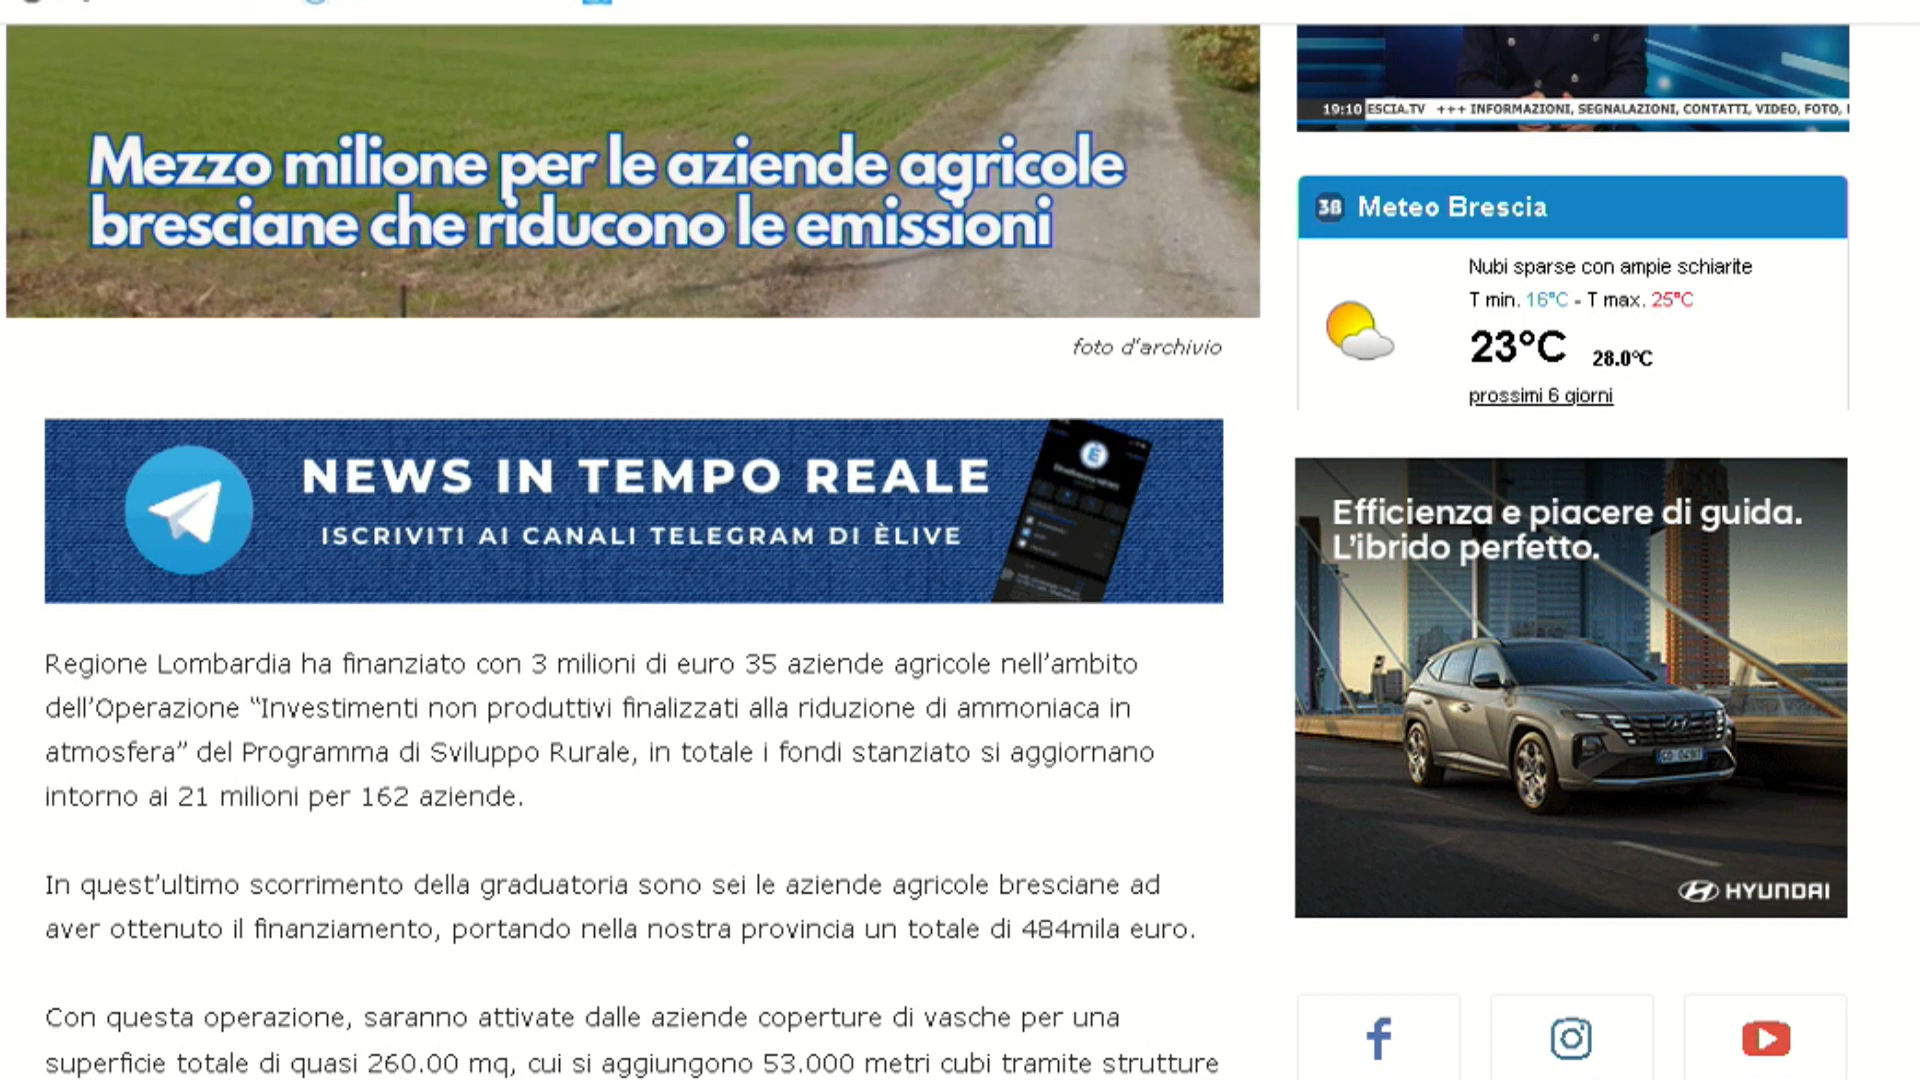 Mezzo milione per le aziende agricole
bresciane che riducono le emissioni
foto d'archivio
NEWS IN TEMPO REALE
ISCRIVITI AI CANALI TELEGRAM DI ÈLIVE
Regione Lombardia ha finanziato con 3 milioni di euro 35 aziende agricole nell'ambito
dell'Operazione "Investimenti non produttivi finalizzati alla riduzione di ammoniaca in
atmosfera" del Programma di Sviluppo Rurale, in totale i fondi stanziato si aggiornano
intorno ai 21 milioni per 162 aziende.
In quest'ultimo scorrimento della graduatoria sono sei le aziende agricole bresciane ad
aver ottenuto il finanziamento, portando nella nostra provincia un totale di 484mila euro.
Con questa operazione, saranno attivate dalle aziende coperture di vasche per una
superficie totale di quasi 260.00 mq, cui si aggiungono 53.000 metri cubi tramite strutture
19:10 ESCIA.TV +++ INFORMAZIONI, SEGNALAZIONI, CONTATTI, VIDEO, FOTO,
3B Meteo Brescia
Nubi sparse con ampie schiarite
T min. 16°C - T max. 25°C
23°C 28.0°C
prossimi 6 giorni
Efficienza e piacere di guida.
L'ibrido perfetto.
HYUNDAI